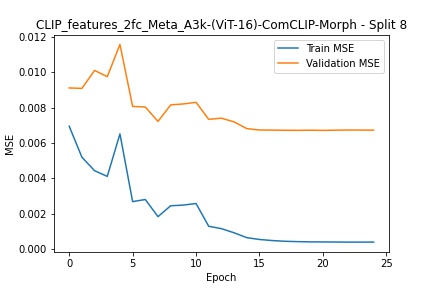 CLIP_features_2fc_Meta_A3k-(ViT-16)-ComCLIP-Morph - Split 8
Train MSE
Validation MSE
MSE
0.012
0.010
0.008
0.006
0.004
0.002
0.000
0 5 10 15 20 25
Epoch